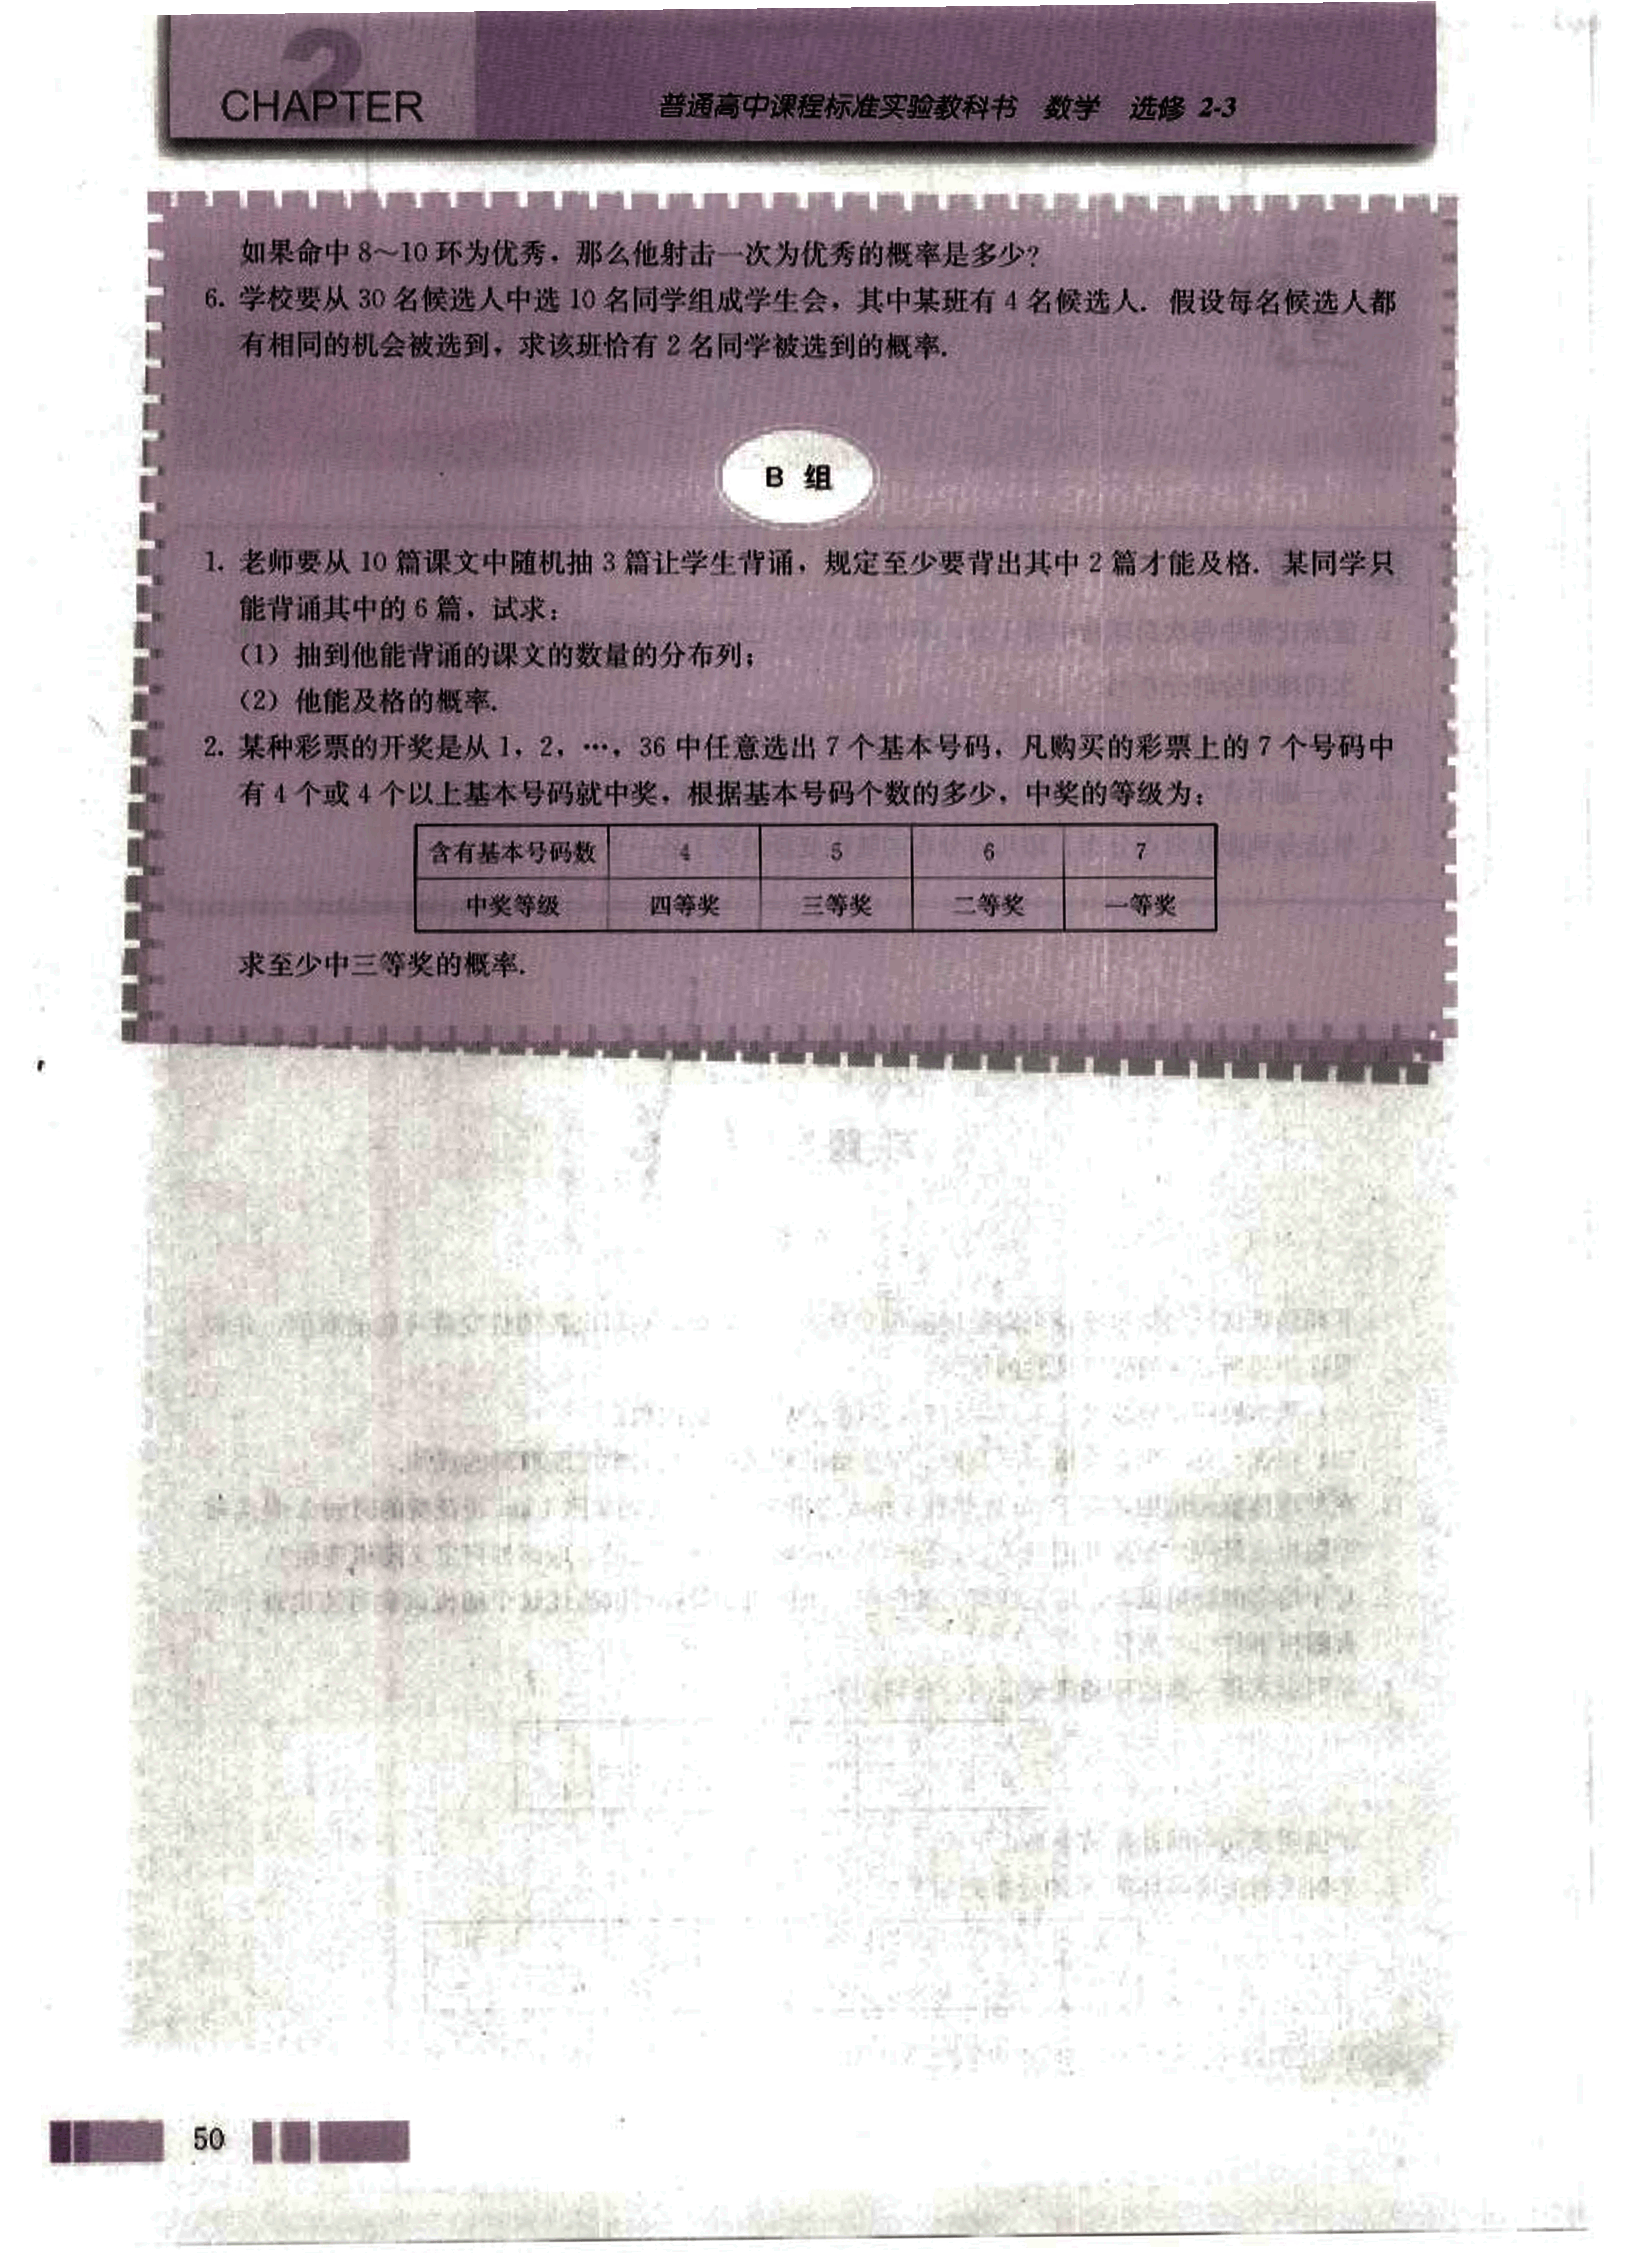 2
CHAPTER
普通高中课程标准实验教科书 数学 选修 2-3
如果命中 8～10 环为优秀，那么他射击一次为优秀的概率是多少？
6. 学校要从 30 名候选人中选 10 名同学组成学生会，其中某班有 4 名候选人. 假设每名候选人都
有相同的机会被选到，求该班恰有 2 名同学被选到的概率.
B 组
1. 老师要从 10 篇课文中随机抽 3 篇让学生背诵，规定至少要背出其中 2 篇才能及格. 某同学只
能背诵其中的 6 篇，试求：
（1）抽到他能背诵的课文的数量的分布列；
（2）他能及格的概率.
2. 某种彩票的开奖是从 1，2，…，36 中任意选出 7 个基本号码，凡购买的彩票上的 7 个号码中
有 4 个或 4 个以上基本号码就中奖，根据基本号码个数的多少，中奖的等级为：
含有基本号码数 4 5 6 7
中奖等级 四等奖 三等奖 二等奖 一等奖
求至少中三等奖的概率.
50